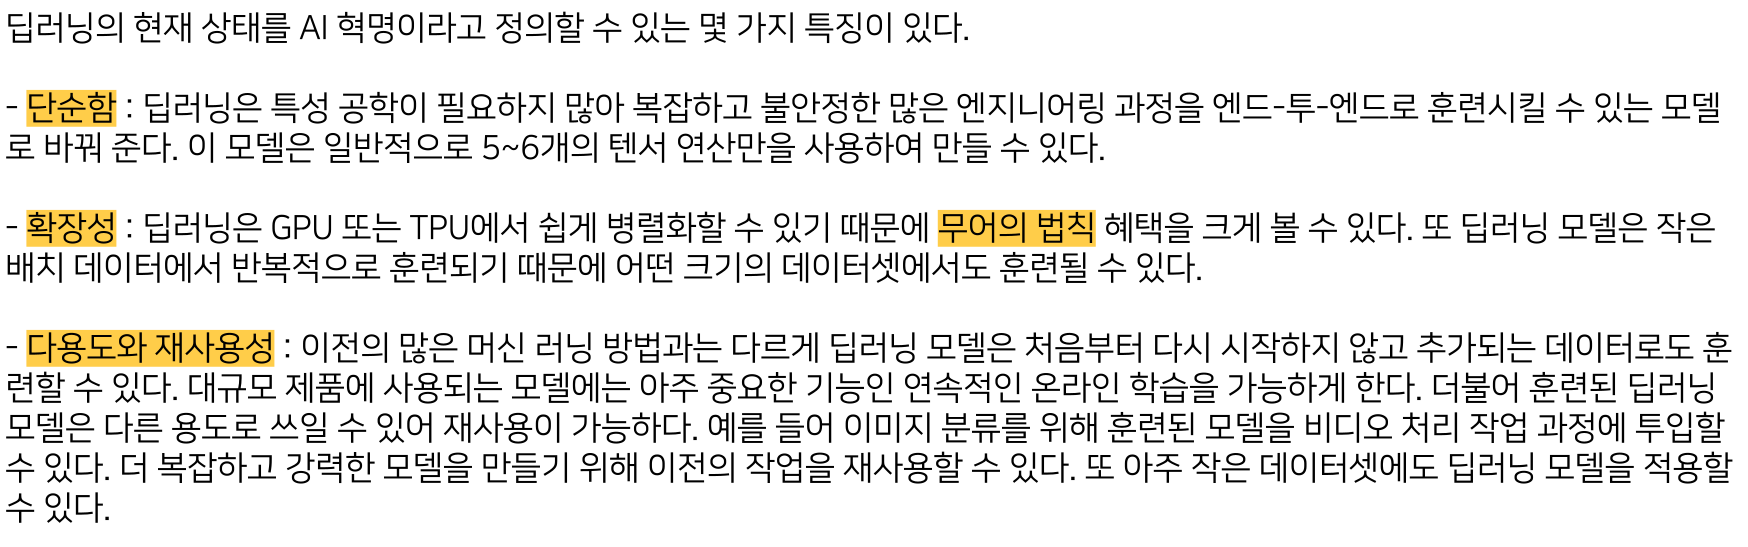 딥러닝의 현재 상태를 AI 혁명이라고 정의할 수 있는 몇 가지 특징이 있다.
- 단순함 : 딥러닝은 특성 공학이 필요하지 많아 복잡하고 불안정한 많은 엔지니어링 과정을 엔드-투-엔드로 훈련시킬 수 있는 모델
로 바꿔 준다. 이 모델은 일반적으로 5~6개의 텐서 연산만을 사용하여 만들 수 있다.
- 확장성 : 딥러닝은 GPU 또는 TPU에서 쉽게 병렬화할 수 있기 때문에 무어의 법칙 혜택을 크게 볼 수 있다. 또 딥러닝 모델은 작은
배치 데이터에서 반복적으로 훈련되기 때문에 어떤 크기의 데이터셋에서도 훈련될 수 있다.
- 다용도와 재사용성 : 이전의 많은 머신 러닝 방법과는 다르게 딥러닝 모델은 처음부터 다시 시작하지 않고 추가되는 데이터로도 훈
련할 수 있다. 대규모 제품에 사용되는 모델에는 아주 중요한 기능인 연속적인 온라인 학습을 가능하게 한다. 더불어 훈련된 딥러닝
모델은 다른 용도로 쓰일 수 있어 재사용이 가능하다. 예를 들어 이미지 분류를 위해 훈련된 모델을 비디오 처리 작업 과정에 투입할
수 있다. 더 복잡하고 강력한 모델을 만들기 위해 이전의 작업을 재사용할 수 있다. 또 아주 작은 데이터셋에도 딥러닝 모델을 적용할
수 있다.